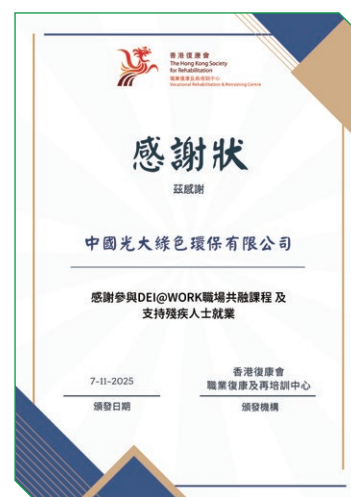 香港復康會
The Hong Kong Society
for Rehabilitation
職業復康及再培訓中心
Vocational Rehabilitation & Retraining Centre
感謝狀
茲感謝
中國光大綠色環保有限公司
感謝參與DEI@WORK職場共融課程 及
支持殘疾人士就業
7-11-2025
香港復康會
職業復康及再培訓中心
頒發日期
頒發機構